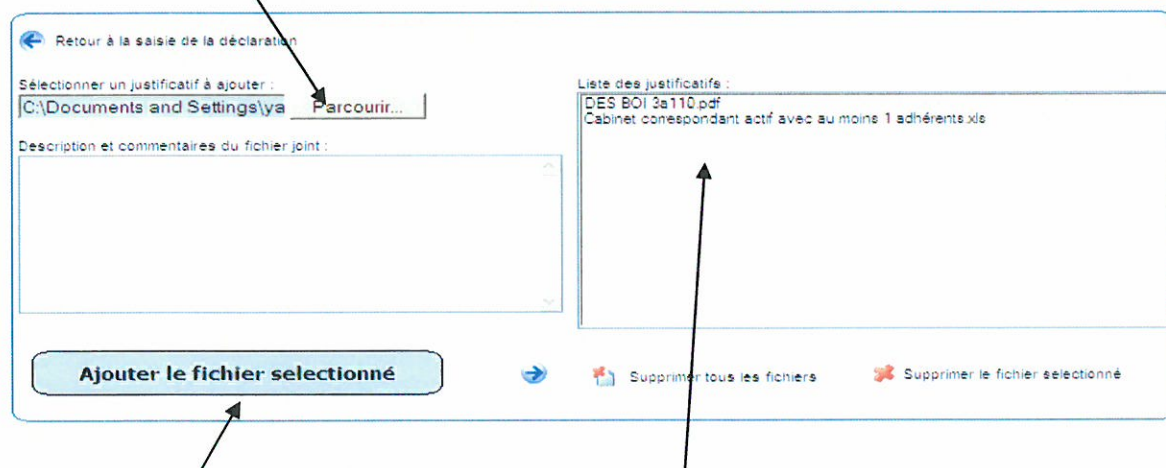 Retour à la saisie de la déclaration
Sélectionner un justificatif à ajouter :
C:\Documents and Settings\ya Parcourir...
Description et commentaires du fichier joint :
Liste des justificatifs :
DES BOI 3a110.pdf
Cabinet correspondant actif avec au moins 1 adhérents.xls
Ajouter le fichier selectionné
Supprimer tous les fichiers
Supprimer le fichier selectionné